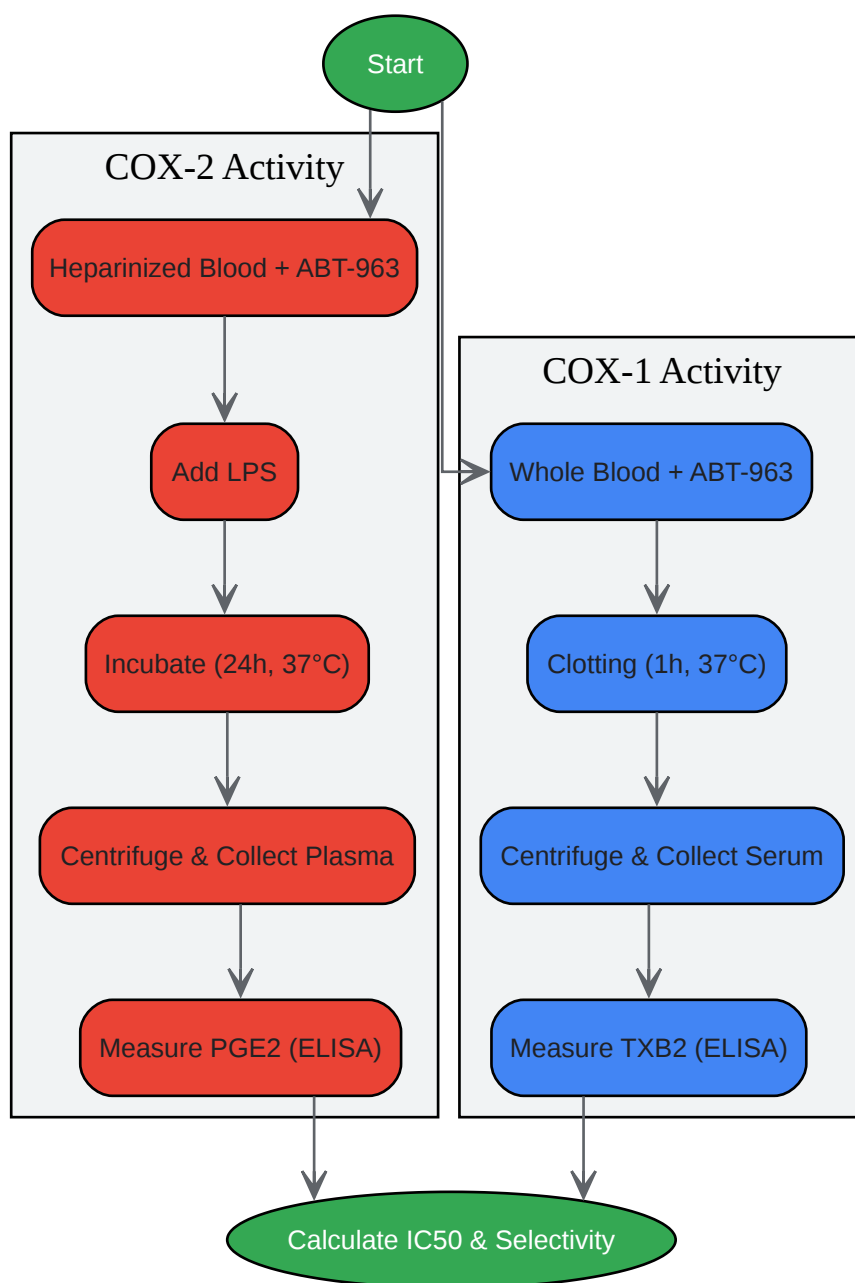 Start
COX-2 Activity
Heparinized Blood + ABT-963
Add LPS
Incubate (24h, 37°C)
Centrifuge & Collect Plasma
Measure PGE2 (ELISA)
COX-1 Activity
Whole Blood + ABT-963
Clotting (1h, 37°C)
Centrifuge & Collect Serum
Measure TXB2 (ELISA)
Calculate IC50 & Selectivity